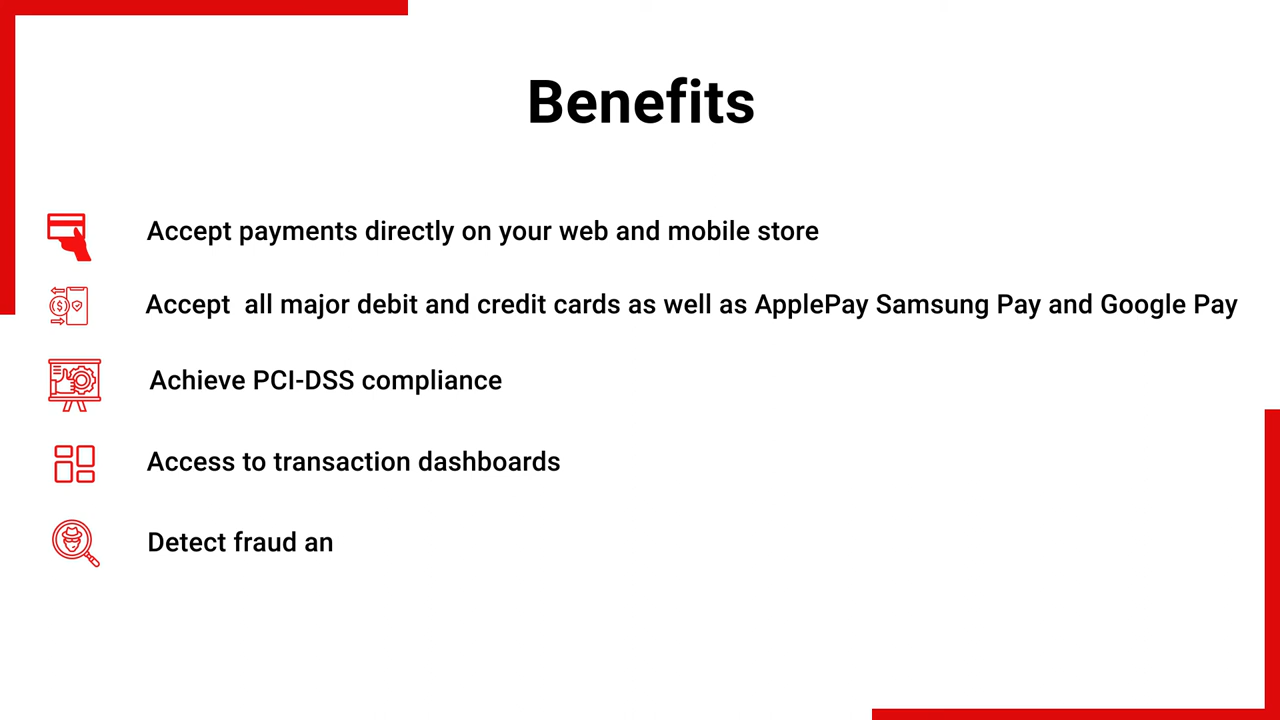 Benefits
Accept payments directly on your web and mobile store
Accept  all major debit and credit cards as well as ApplePay Samsung Pay and Google Pay
Achieve PCI-DSS compliance
Access to transaction dashboards
Detect fraud an